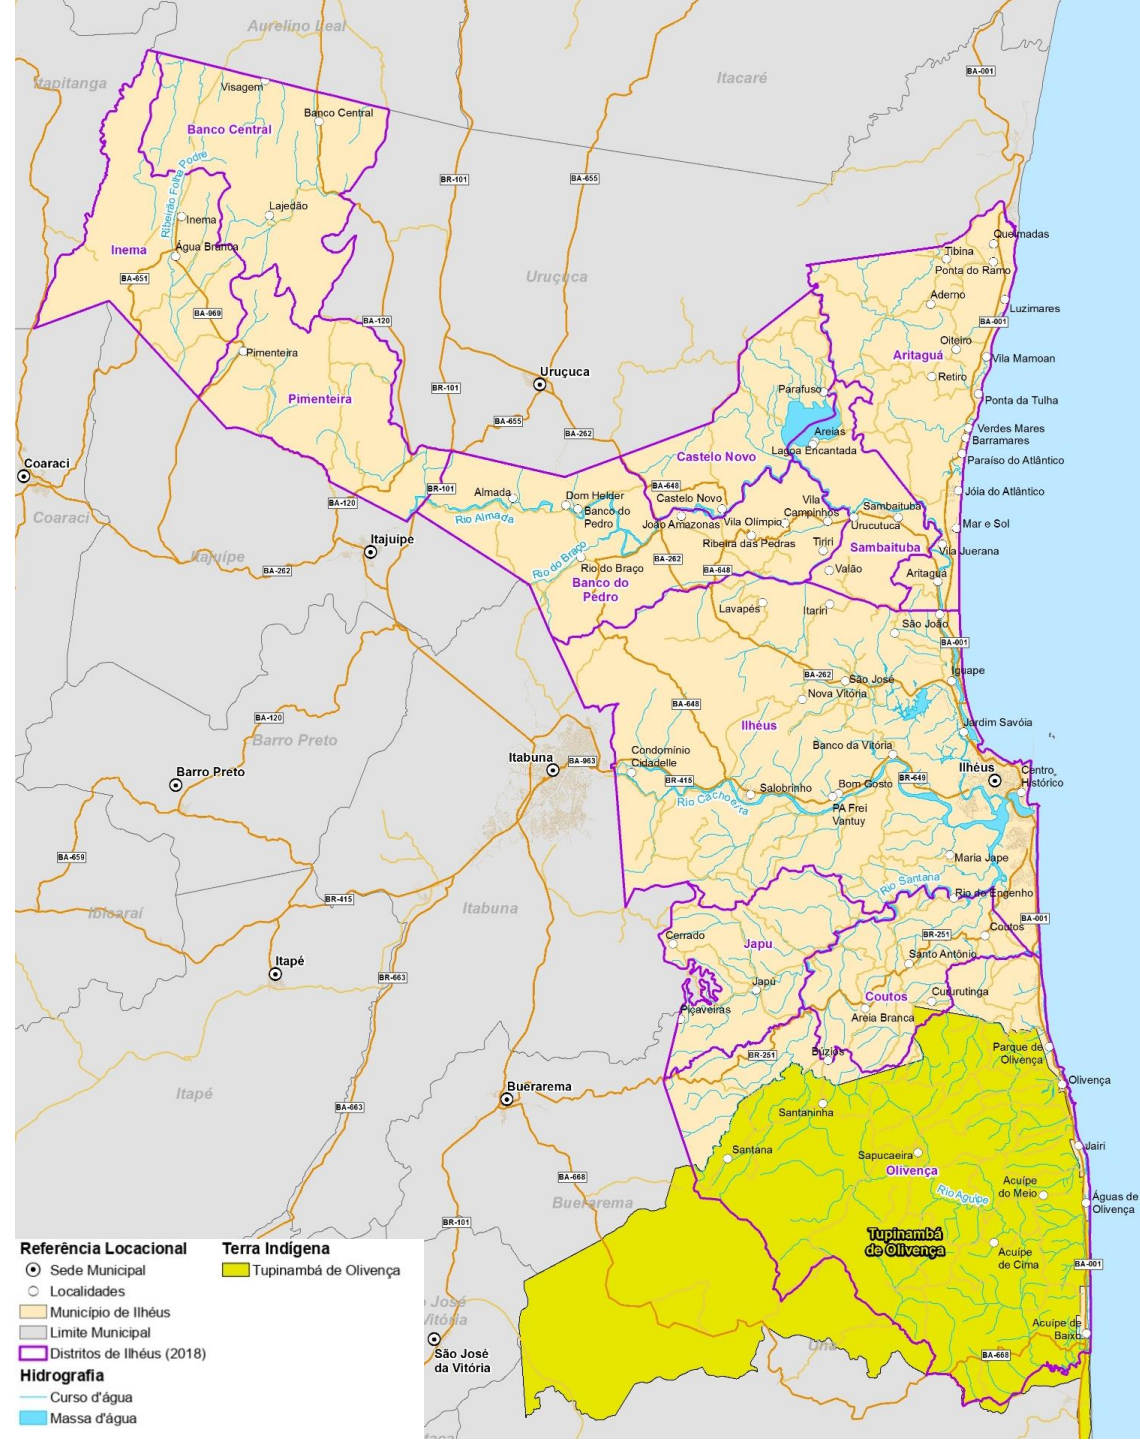 Aurelino Leal
Itapitanga
Itacaré
BA-001
Visagem
Banco Central
Banco Central
Ribeirão Folha Podre
BR-101
BA-655
Lajedão
Inema
Inema
Água Branca
BA-651
BA-969
BA-120
Uruçuca
Queimadas
Tibina
Ponta do Ramo
Aderno
Luzimares
BA-001
Oiteiro
Aritaguá
Vila Mamoan
Retiro
Ponta da Tulha
Pimenteira
Pimenteira
Uruçuca
BR-101
BA-655
BA-262
Parafuso
Areias
Lagoa Encantada
Verdes Mares
Barramares
Paraíso do Atlântico
Castelo Novo
Coaraci
Coaraci
BR-101
BA-120
BA-648
Almada
Dom Helder
Banco do
Pedro
Castelo Novo
Vila
Campinhos
Sambaituba
Jóia do Atlântico
Rio Almada
João Amazonas
Vila Olímpio
Urucutuca
Mar e Sol
Itajuípe
Itajuípe
BA-262
Rio do Braço
Rio do Braço
Ribeira das Pedras
Tiriri
Sambaituba
Vila Juerana
BA-262
BA-648
Valão
Aritaguá
Banco do
Pedro
Lavapés
Itariri
São João
BA-001
BA-262
São José
Iguape
Nova Vitória
BA-648
BA-120
Barro Preto
Ilhéus
Jardim Savóia
Banco da Vitória
Condomínio
Cidadelle
Itabuna
BA-963
Barro Preto
BR-415
Rio Cachoeira
Salobrinho
Bom Gosto
BR-649
Ilhéus
Centro
Histórico
PA Frei
Vantuy
BA-659
Maria Jape
Rio Santana
Rio do Engenho
BR-415
Ibicaraí
Itabuna
BA-001
Cerrado
Japu
BR-251
Coutos
Santo Antônio
Itapé
BR-663
Japú
Coutos
Cururutinga
Piçaveiras
Areia Branca
BR-251
Búzios
Parque de
Olivença
Olivença
Buerarema
Itapé
BA-663
Santaninha
Santana
Sapucaeira
Jairi
Olivença
Acuípe
do Meio
Águas de
Olivença
BA-668
Buerarema
Rio Aguipe
BR-101
Tupinambá
de Olivença
Acuípe
de Cima
BA-001
Acuípe de
Baixo
BA-668
Una
José
Vitória
São José
da Vitória
Referência Locacional
Sede Municipal
Localidades
Município de Ilhéus
Limite Municipal
Distritos de Ilhéus (2018)
Hidrografia
Curso d'água
Massa d'água
Terra Indígena
Tupinambá de Olivença